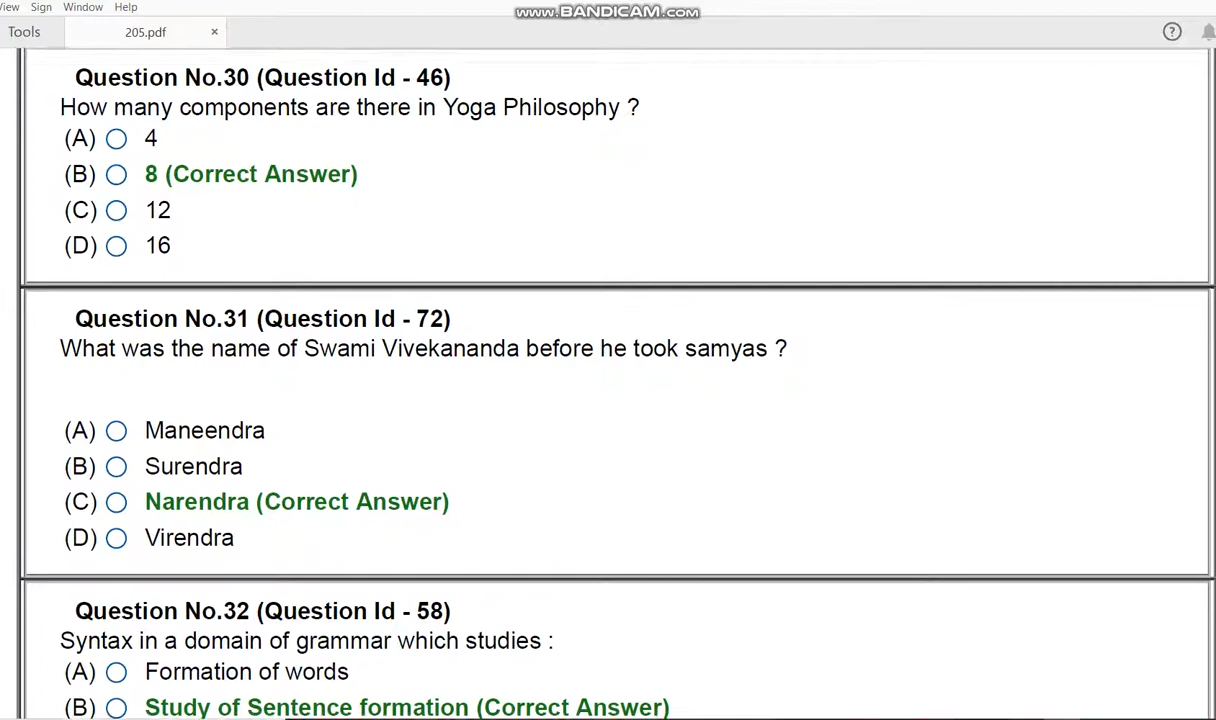 View Sign Window Help
www.BANDICAM.com
Tools 205.pdf × ?
Question No.30 (Question Id - 46)
How many components are there in Yoga Philosophy ?
(A) 4
(B) 8 (Correct Answer)
(C) 12
(D) 16
Question No.31 (Question Id - 72)
What was the name of Swami Vivekananda before he took samyas ?
(A) Maneendra
(B) Surendra
(C) Narendra (Correct Answer)
(D) Virendra
Question No.32 (Question Id - 58)
Syntax in a domain of grammar which studies :
(A) Formation of words
(B) Study of Sentence formation (Correct Answer)